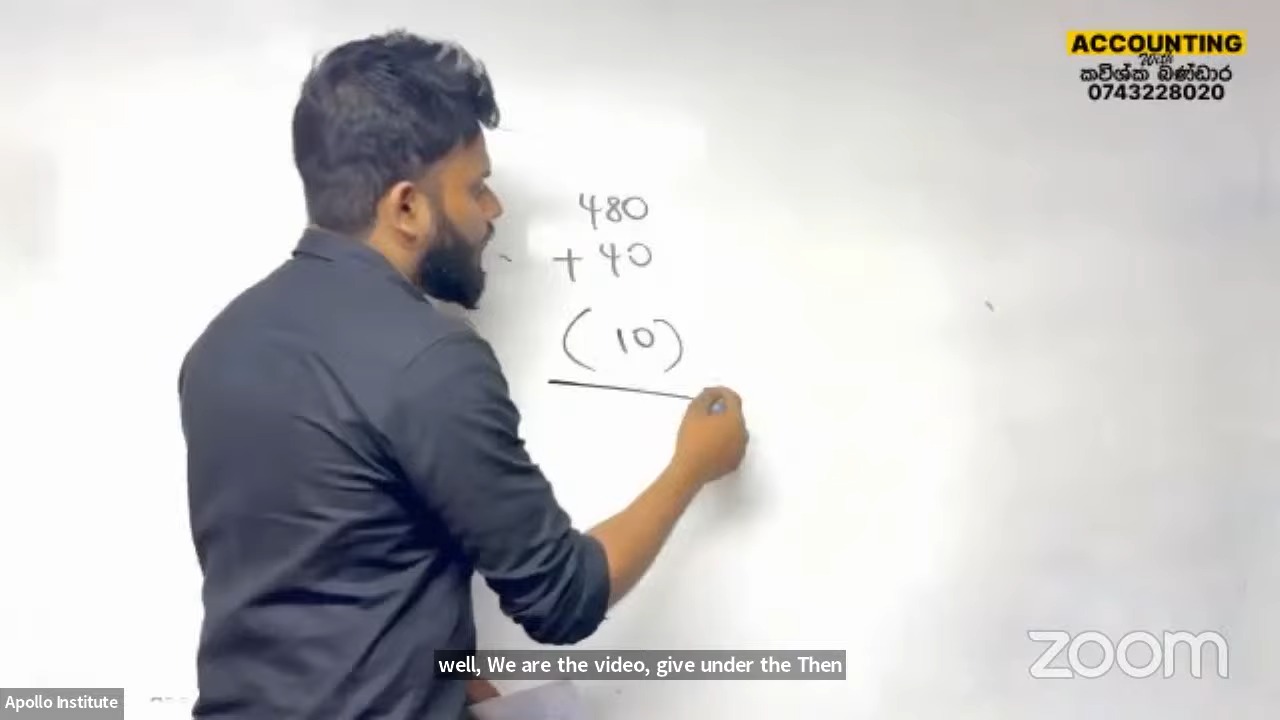 ACCOUNTING
With
කවිශ්ක බණ්ඩාර
0743228020
480
+ 40
(10)
well, We are the video, give under the Then
zoom
Apollo Institute